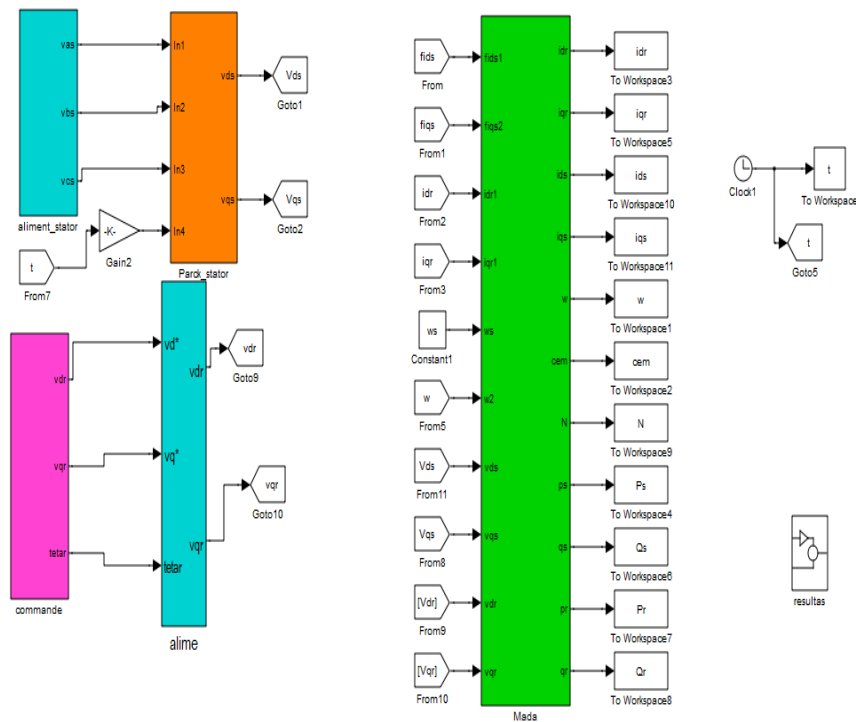 vas
vbs
vcs
aliment_stator
t
From7
-K-
Gain2
In1
In2
In3
In4
vds
vqs
Parck_stator
Vds
Goto1
Vqs
Goto2
vdr
vqr
tetar
commande
vd*
vq*
tetar
vdr
vqr
alime
vdr
Goto9
vqr
Goto10
fids
From
fiqs
From1
idr
From2
iqr
From3
ws
Constant1
w
From5
Vds
From11
Vqs
From8
[Vdr]
From9
[Vqr]
From10
fids1
fiqs2
idr1
iqr1
ws
w2
vds
vqs
vdr
vqr
idr
iqr
ids
iqs
w
cem
N
ps
qs
pr
qr
Mada
idr
To Workspace3
iqr
To Workspace5
ids
To Workspace10
iqs
To Workspace11
w
To Workspace1
cem
To Workspace2
N
To Workspace9
Ps
To Workspace4
Qs
To Workspace6
Pr
To Workspace7
Qr
To Workspace8
Clock1
t
To Workspace
t
Goto5
resultas